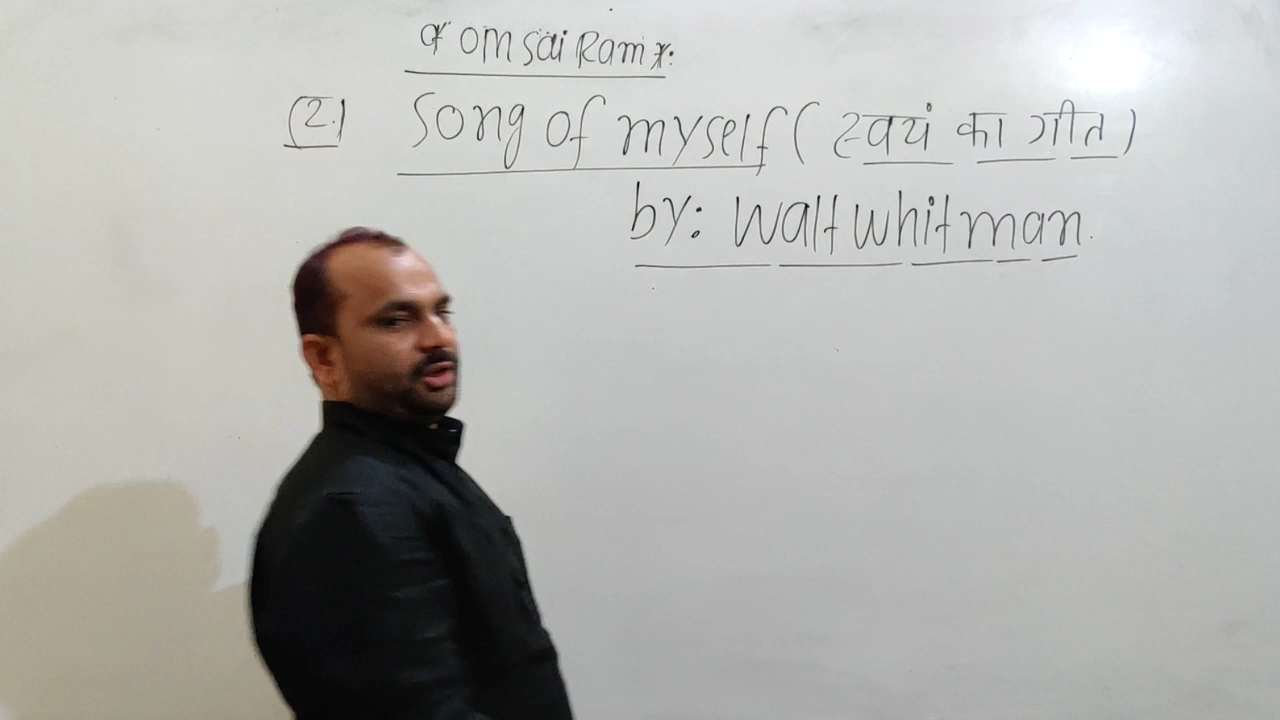 * om sai Ram *:
(2.) Song of myself ( स्वयं का गीत )
by: Walt whitman.